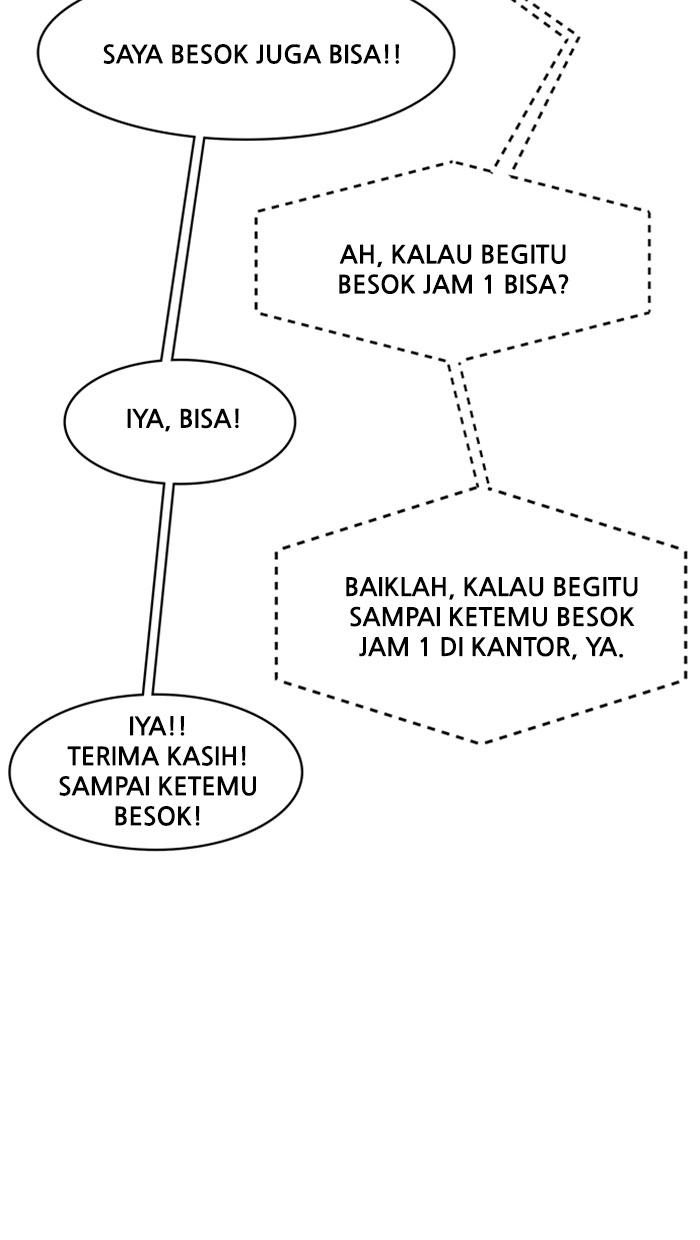 SAYA BESOK JUGA BISA!!
AH, KALAU BEGITU
BESOK JAM 1 BISA?
IYA, BISA!
BAIKLAH, KALAU BEGITU
SAMPAI KETEMU BESOK
JAM 1 DI KANTOR, YA.
IYA!!
TERIMA KASIH!
SAMPAI KETEMU
BESOK!